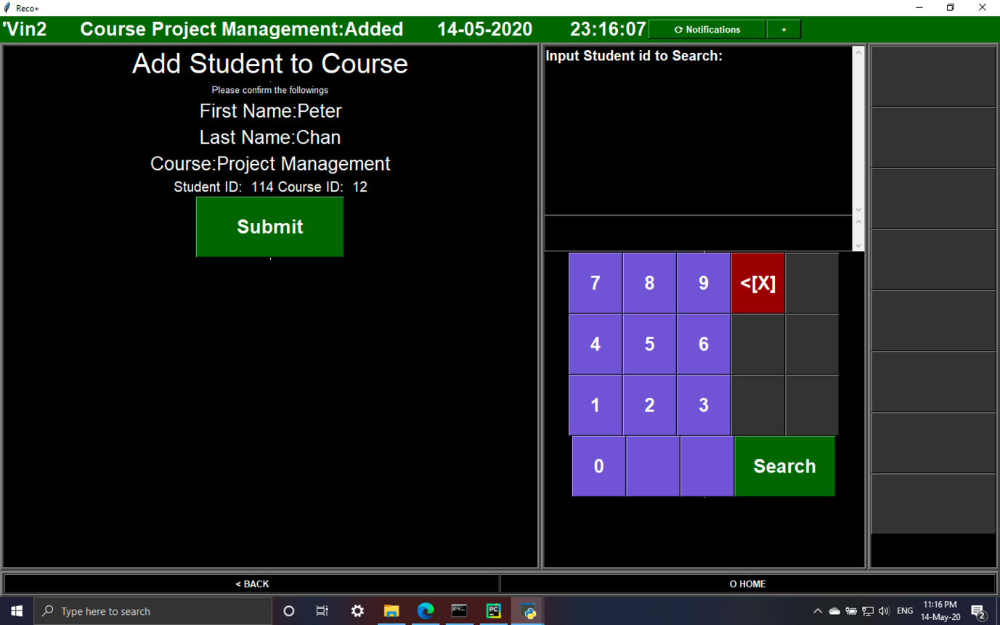 Reco+
'Vin2 Course Project Management:Added 14-05-2020 23:16:07 Notifications +
Add Student to Course
Please confirm the followings
First Name:Peter
Last Name:Chan
Course:Project Management
Student ID: 114 Course ID: 12
Submit
Input Student id to Search:
7 8 9 <[X]
4 5 6
1 2 3
0 Search
< BACK O HOME
Type here to search PC ENG 11:16 PM
14-May-20 2